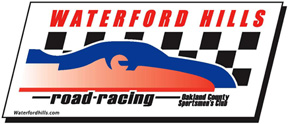 WATERFORD HILLS
road-racing
Oakland County
Sportsmen's Club
Waterfordhills.com